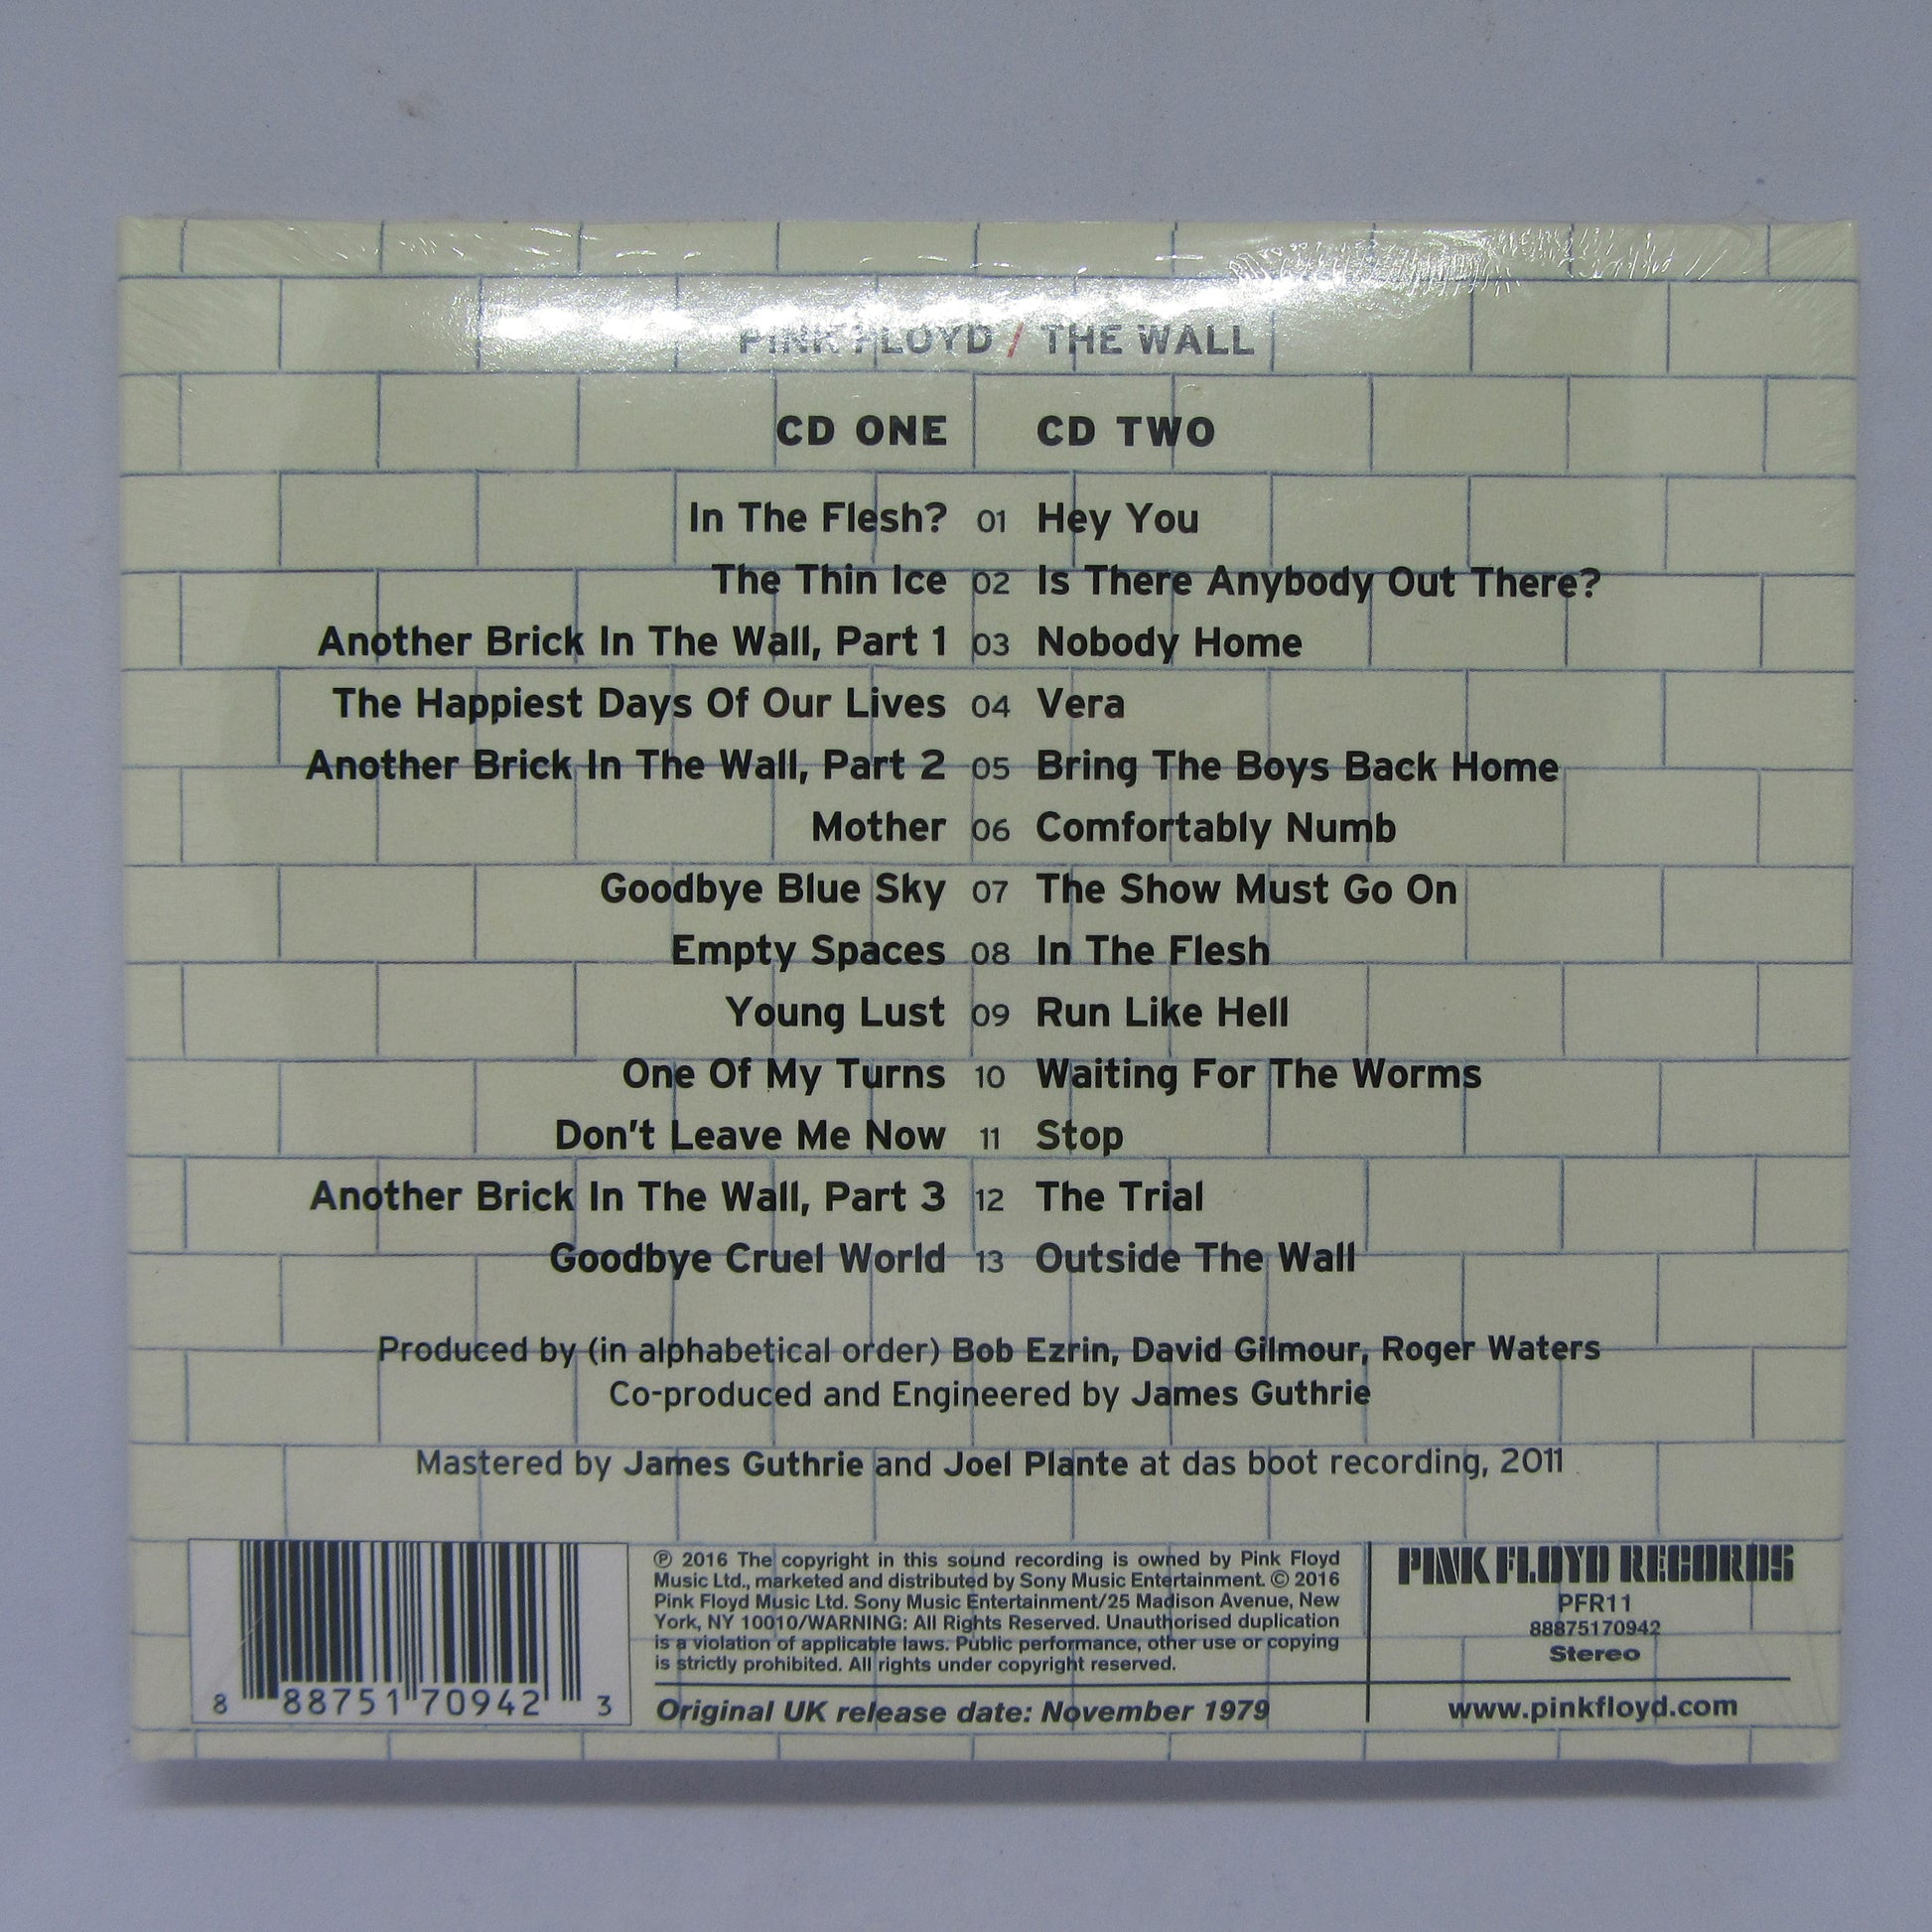 PINK FLOYD / THE WALL
CD ONE CD TWO
In The Flesh? 01 Hey You
The Thin Ice 02 Is There Anybody Out There?
Another Brick In The Wall, Part 1 03 Nobody Home
The Happiest Days Of Our Lives 04 Vera
Another Brick In The Wall, Part 2 05 Bring The Boys Back Home
Mother 06 Comfortably Numb
Goodbye Blue Sky 07 The Show Must Go On
Empty Spaces 08 In The Flesh
Young Lust 09 Run Like Hell
One Of My Turns 10 Waiting For The Worms
Don't Leave Me Now 11 Stop
Another Brick In The Wall, Part 3 12 The Trial
Goodbye Cruel World 13 Outside The Wall
Produced by (in alphabetical order) Bob Ezrin, David Gilmour, Roger Waters
Co-produced and Engineered by James Guthrie
Mastered by James Guthrie and Joel Plante at das boot recording, 2011
8 88751 70942 3
℗ 2016 The copyright in this sound recording is owned by Pink Floyd
Music Ltd., marketed and distributed by Sony Music Entertainment. © 2016
Pink Floyd Music Ltd. Sony Music Entertainment/25 Madison Avenue, New
York, NY 10010/WARNING: All Rights Reserved. Unauthorised duplication
is a violation of applicable laws. Public performance, other use or copying
is strictly prohibited. All rights under copyright reserved.
Original UK release date: November 1979
PINK FLOYD RECORDS
PFR11
88875170942
Stereo
www.pinkfloyd.com